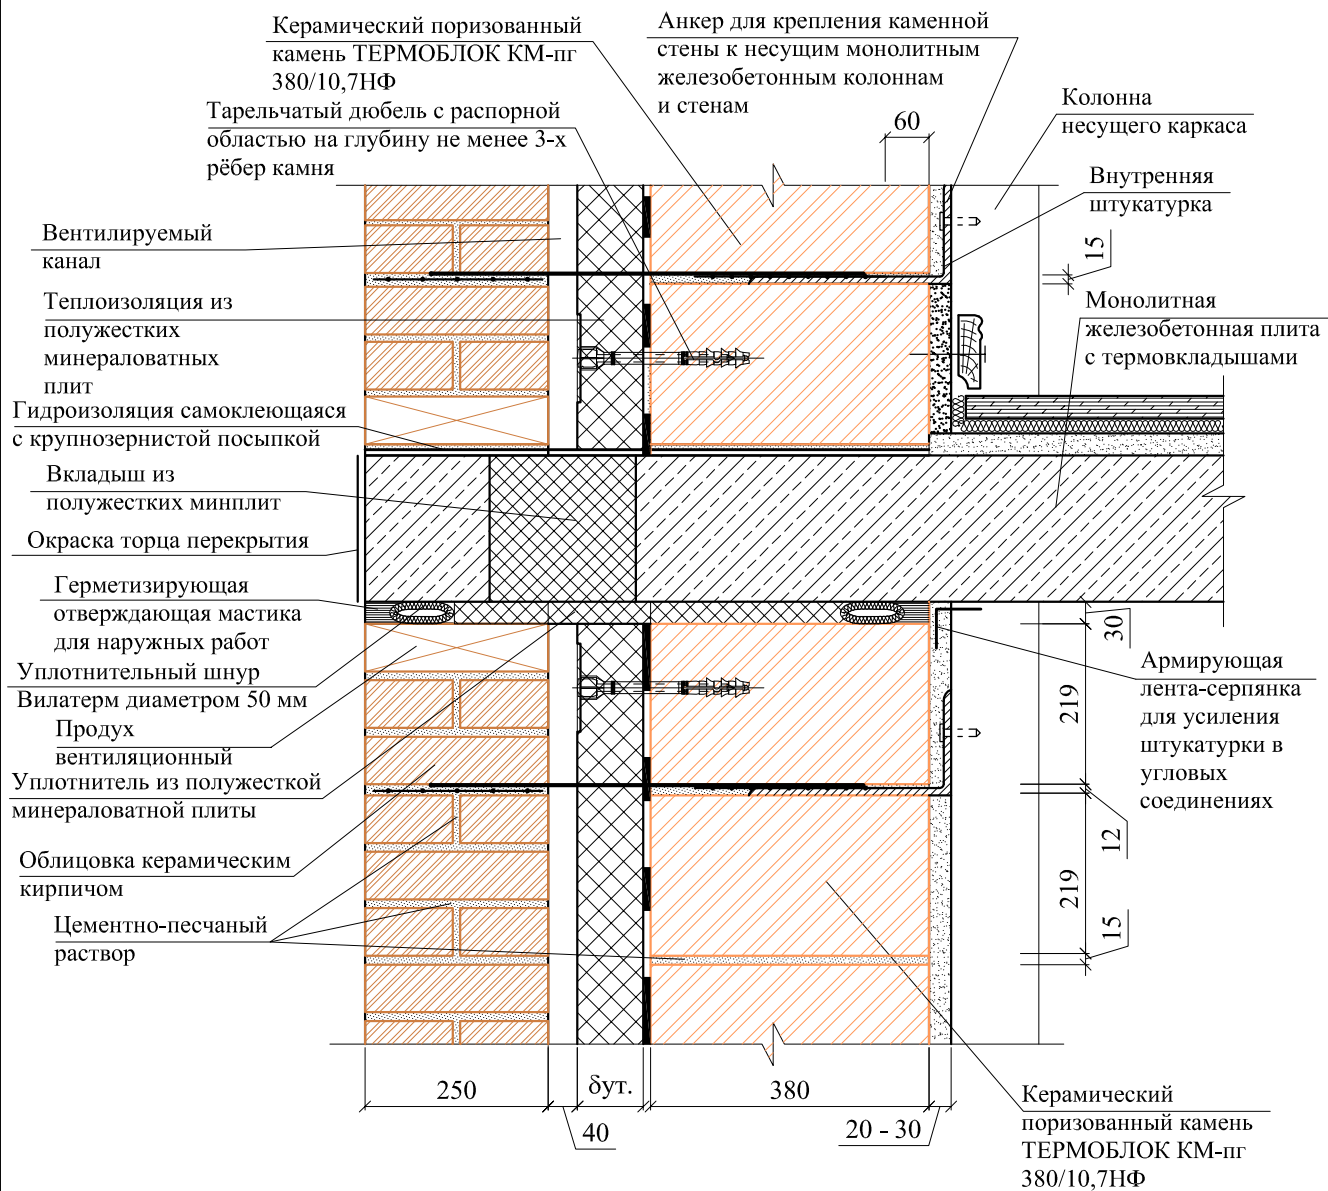 Керамический поризованный
камень ТЕРМОБЛОК КМ-пг
380/10,7НФ
Тарельчатый дюбель с распорной
областью на глубину не менее 3-х
рёбер камня
Анкер для крепления каменной
стены к несущим монолитным
железобетонным колоннам
и стенам
60
Колонна
несущего каркаса
Внутренняя
штукатурка
15
Монолитная
железобетонная плита
с термовкладышами
Вентилируемый
канал
Теплоизоляция из
полужестких
минераловатных
плит
Гидроизоляция самоклеющаяся
с крупнозернистой посыпкой
Вкладыш из
полужестких минплит
Окраска торца перекрытия
Герметизирующая
отверждающая мастика
для наружных работ
Уплотнительный шнур
Вилатерм диаметром 50 мм
Продух
вентиляционный
Уплотнитель из полужесткой
минераловатной плиты
Облицовка керамическим
кирпичом
Цементно-песчаный
раствор
30
219
12
219
15
Армирующая
лента-серпянка
для усиления
штукатурки в
угловых
соединениях
250
40
δут.
380
20 - 30
Керамический
поризованный камень
ТЕРМОБЛОК КМ-пг
380/10,7НФ